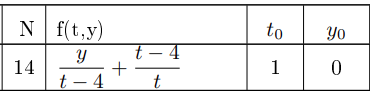 N f(t,y) t₀ y₀
14 y/(t−4) + (t−4)/t 1 0